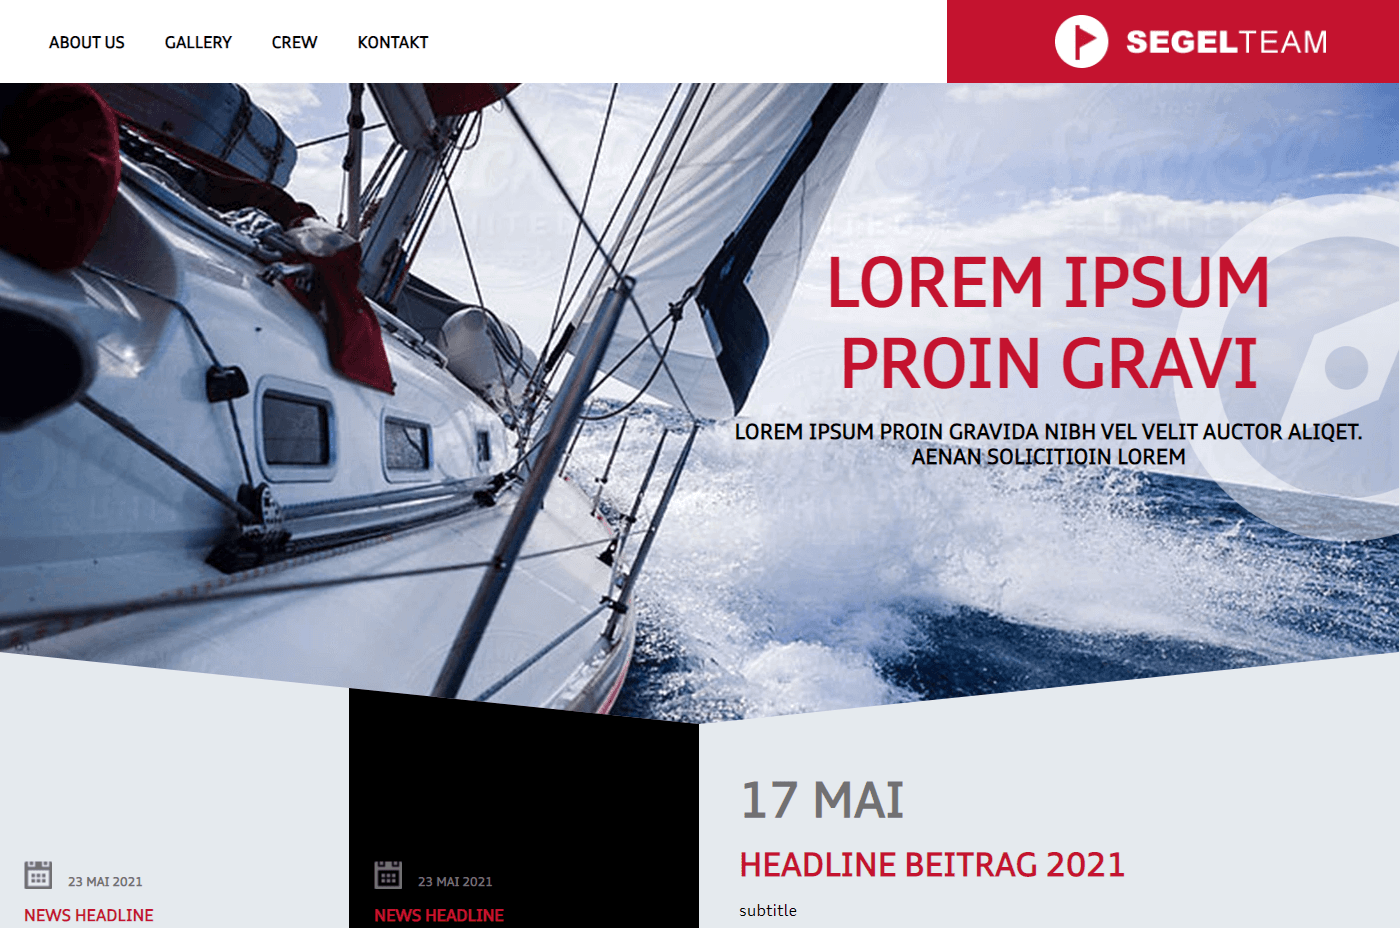 ABOUT US GALLERY CREW KONTAKT
SEGELTEAM
stocksy
UNITED
LOREM IPSUM
PROIN GRAVI
LOREM IPSUM PROIN GRAVIDA NIBH VEL VELIT AUCTOR ALIQET.
AENAN SOLICITIOIN LOREM
17 MAI
HEADLINE BEITRAG 2021
subtitle
23 MAI 2021
NEWS HEADLINE
23 MAI 2021
NEWS HEADLINE